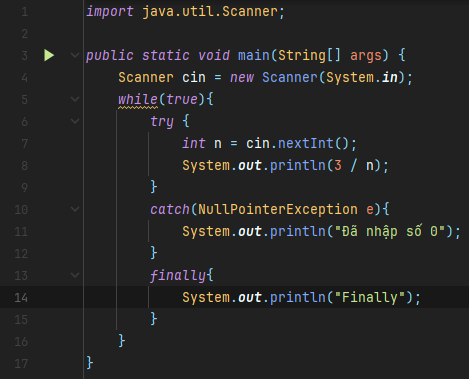 1 import java.util.Scanner;
2
3 public static void main(String[] args) {
4 Scanner cin = new Scanner(System.in);
5 while(true){
6 try {
7 int n = cin.nextInt();
8 System.out.println(3 / n);
9 }
10 catch(NullPointerException e){
11 System.out.println("Đã nhập số 0");
12 }
13 finally{
14 System.out.println("Finally");
15 }
16 }
17 }